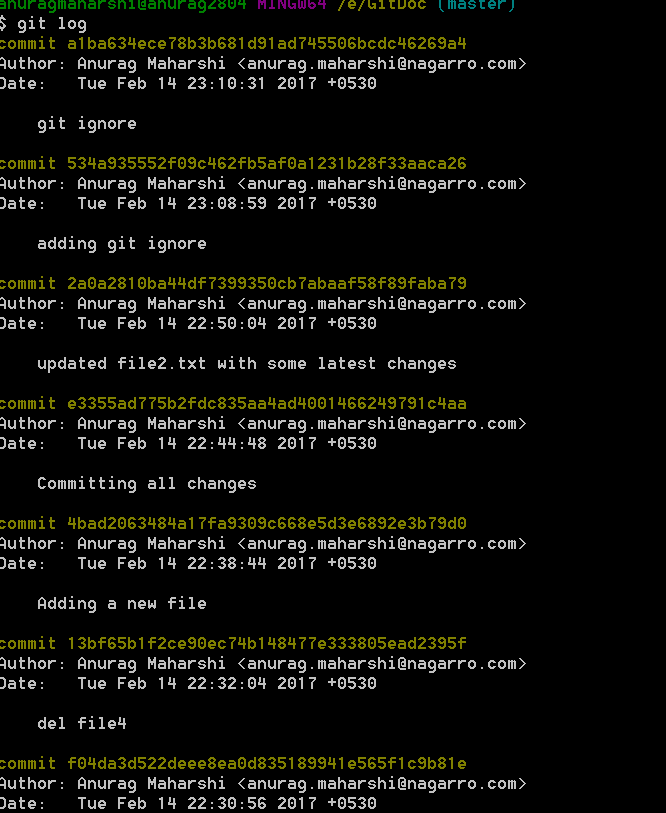 anuragmaharshi@anurag2804 MINGW64 /e/GitDoc (master)
$ git log
commit a1ba634ece78b3b681d91ad745506bcdc46269a4
Author: Anurag Maharshi <anurag.maharshi@nagarro.com>
Date:   Tue Feb 14 23:10:31 2017 +0530
git ignore
commit 534a935552f09c462fb5af0a1231b28f33aaca26
Author: Anurag Maharshi <anurag.maharshi@nagarro.com>
Date:   Tue Feb 14 23:08:59 2017 +0530
adding git ignore
commit 2a0a2810ba44df7399350cb7abaaf58f89faba79
Author: Anurag Maharshi <anurag.maharshi@nagarro.com>
Date:   Tue Feb 14 22:50:04 2017 +0530
updated file2.txt with some latest changes
commit e3355ad775b2fdc835aa4ad4001466249791c4aa
Author: Anurag Maharshi <anurag.maharshi@nagarro.com>
Date:   Tue Feb 14 22:44:48 2017 +0530
Committing all changes
commit 4bad2063484a17fa9309c668e5d3e6892e3b79d0
Author: Anurag Maharshi <anurag.maharshi@nagarro.com>
Date:   Tue Feb 14 22:38:44 2017 +0530
Adding a new file
commit 13bf65b1f2ce90ec74b148477e333805ead2395f
Author: Anurag Maharshi <anurag.maharshi@nagarro.com>
Date:   Tue Feb 14 22:32:04 2017 +0530
del file4
commit f04da3d522deee8ea0d835189941e565f1c9b81e
Author: Anurag Maharshi <anurag.maharshi@nagarro.com>
Date:   Tue Feb 14 22:30:56 2017 +0530